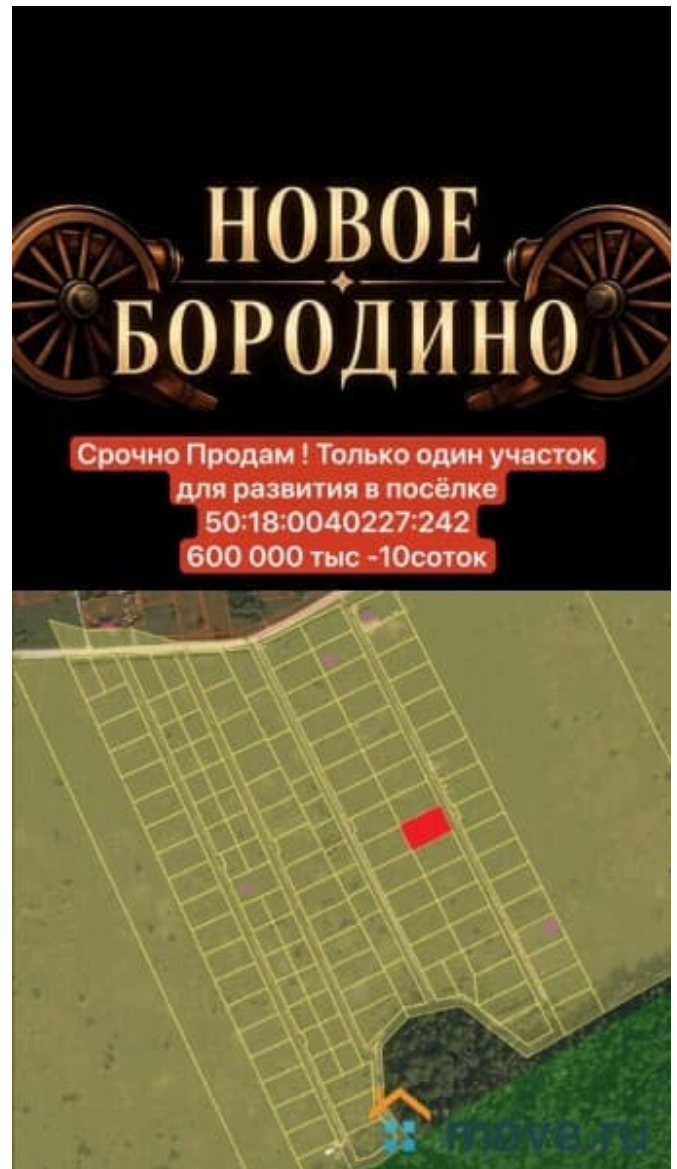 НОВОЕ
БОРОДИНО
Срочно Продам ! Только один участок
для развития в посёлке
50:18:0040227:242
600 000 тыс -10соток
move.ru